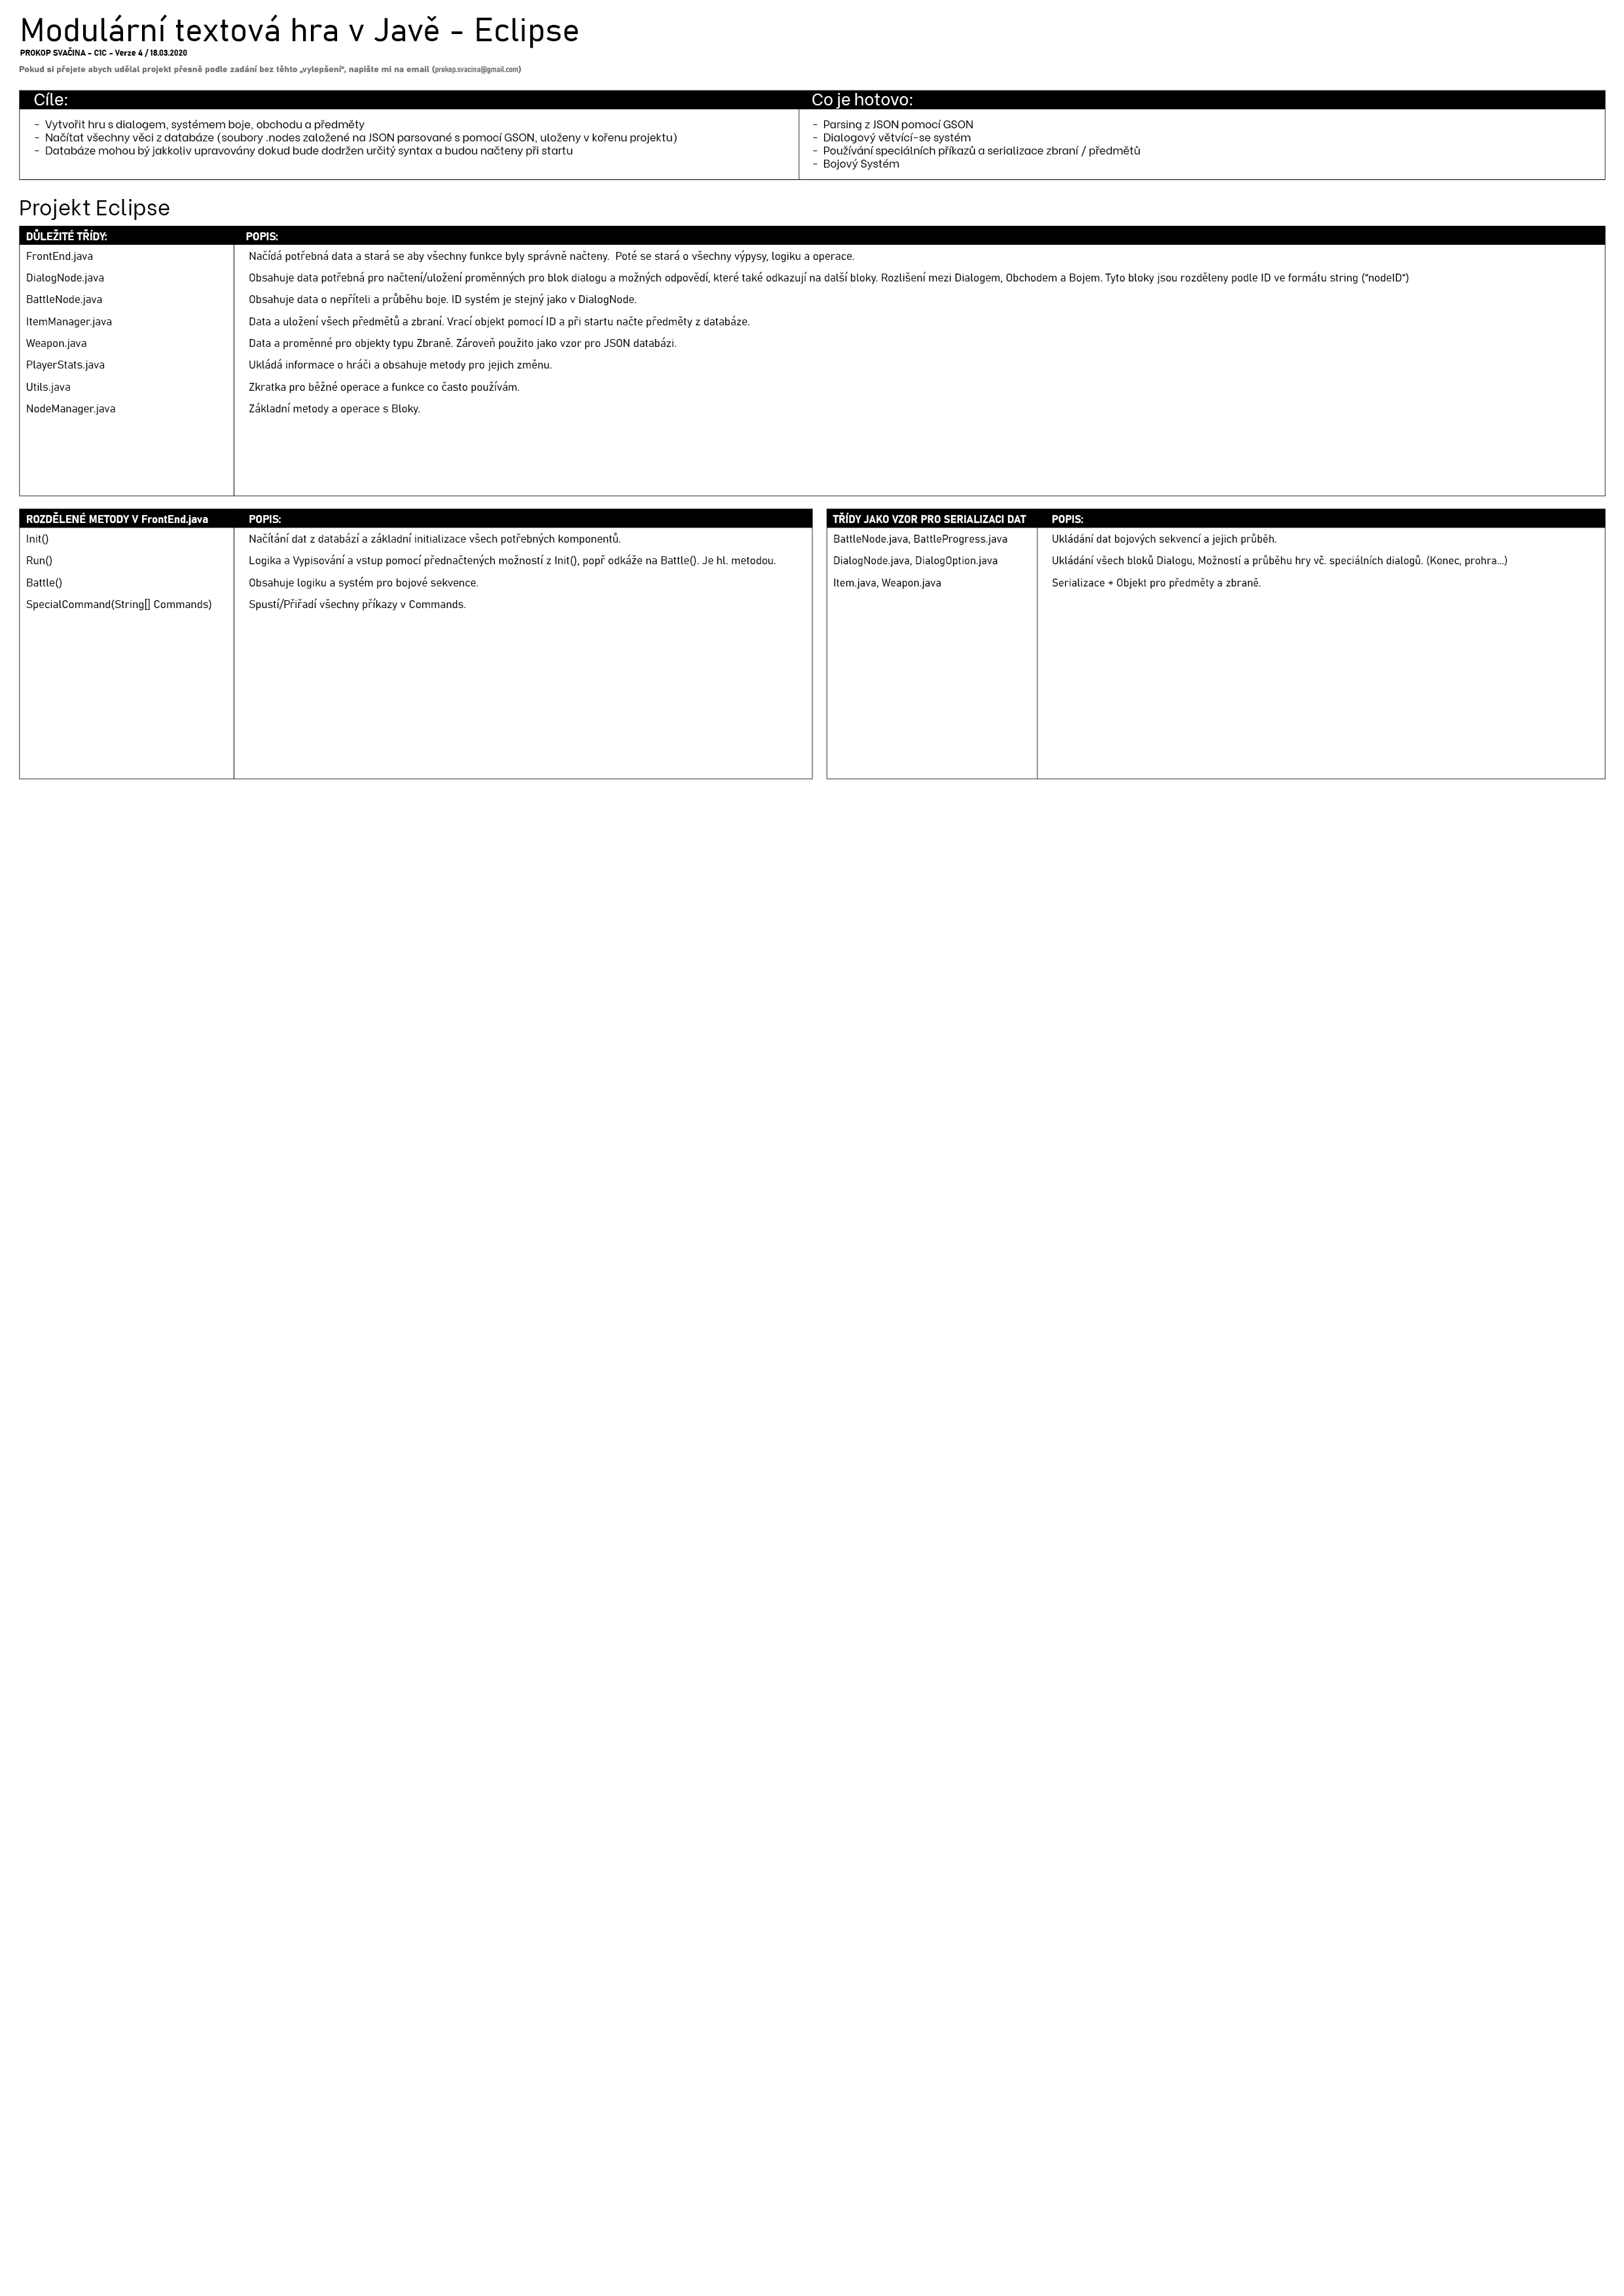 Modulární textová hra v Javě - Eclipse
PROKOP SVAČINA - C1C - Verze 4 / 18.03.2020
Pokud si přejete abych udělal projekt přesně podle zadání bez těhto „vylepšení“, napište mi na email (prokop.svacina@gmail.com)
Cíle:
- Vytvořit hru s dialogem, systémem boje, obchodu a předměty
- Načítat všechny věci z databáze (soubory .nodes založené na JSON parsované s pomocí GSON, uloženy v kořenu projektu)
- Databáze mohou bý jakkoliv upravovány dokud bude dodržen určitý syntax a budou načteny při startu
Co je hotovo:
- Parsing z JSON pomocí GSON
- Dialogový větvící-se systém
- Používání speciálních příkazů a serializace zbraní / předmětů
- Bojový Systém
Projekt Eclipse
DŮLEŽITÉ TŘÍDY: POPIS:
FrontEnd.java Načídá potřebná data a stará se aby všechny funkce byly správně načteny. Poté se stará o všechny výpysy, logiku a operace.
DialogNode.java Obsahuje data potřebná pro načtení/uložení proměnných pro blok dialogu a možných odpovědí, které také odkazují na další bloky. Rozlišení mezi Dialogem, Obchodem a Bojem. Tyto bloky jsou rozděleny podle ID ve formátu string ("nodeID")
BattleNode.java Obsahuje data o nepříteli a průběhu boje. ID systém je stejný jako v DialogNode.
ItemManager.java Data a uložení všech předmětů a zbraní. Vrací objekt pomocí ID a při startu načte předměty z databáze.
Weapon.java Data a proměnné pro objekty typu Zbraně. Zároveň použito jako vzor pro JSON databázi.
PlayerStats.java Ukládá informace o hráči a obsahuje metody pro jejich změnu.
Utils.java Zkratka pro běžné operace a funkce co často používám.
NodeManager.java Základní metody a operace s Bloky.
ROZDĚLENÉ METODY V FrontEnd.java POPIS:
Init() Načítání dat z databází a základní initializace všech potřebných komponentů.
Run() Logika a Vypisování a vstup pomocí přednačtených možností z Init(), popř odkáže na Battle(). Je hl. metodou.
Battle() Obsahuje logiku a systém pro bojové sekvence.
SpecialCommand(String[] Commands) Spustí/Přiřadí všechny příkazy v Commands.
TŘÍDY JAKO VZOR PRO SERIALIZACI DAT POPIS:
BattleNode.java, BattleProgress.java Ukládání dat bojových sekvencí a jejich průběh.
DialogNode.java, DialogOption.java Ukládání všech bloků Dialogu, Možností a průběhu hry vč. speciálních dialogů. (Konec, prohra...)
Item.java, Weapon.java Serializace + Objekt pro předměty a zbraně.